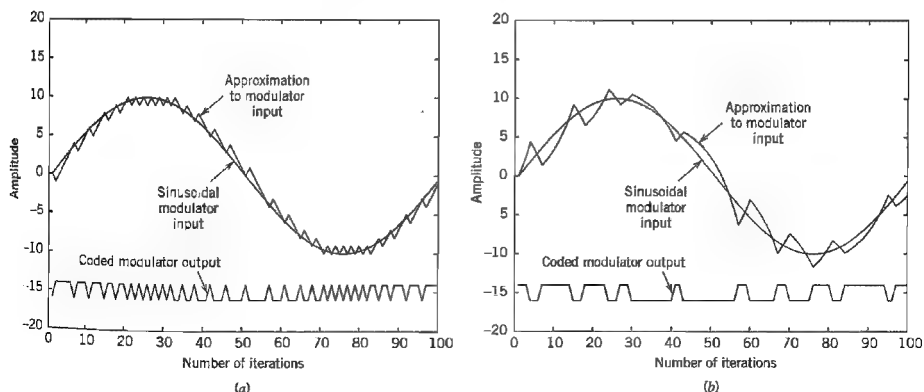 20
15
10
5
0
-5
-10
-15
-20
Amplitude
Approximation
to modulator
input
Sinusoidal
modulator
input
Coded modulator output
0 10 20 30 40 50 60 70 80 90 100
Number of iterations
(a)
20
15
10
5
0
-5
-10
-15
-20
Amplitude
Approximation
to modulator
input
Sinusoidal
modulator
input
Coded modulator output
0 10 20 30 40 50 60 70 80 90 100
Number of iterations
(b)